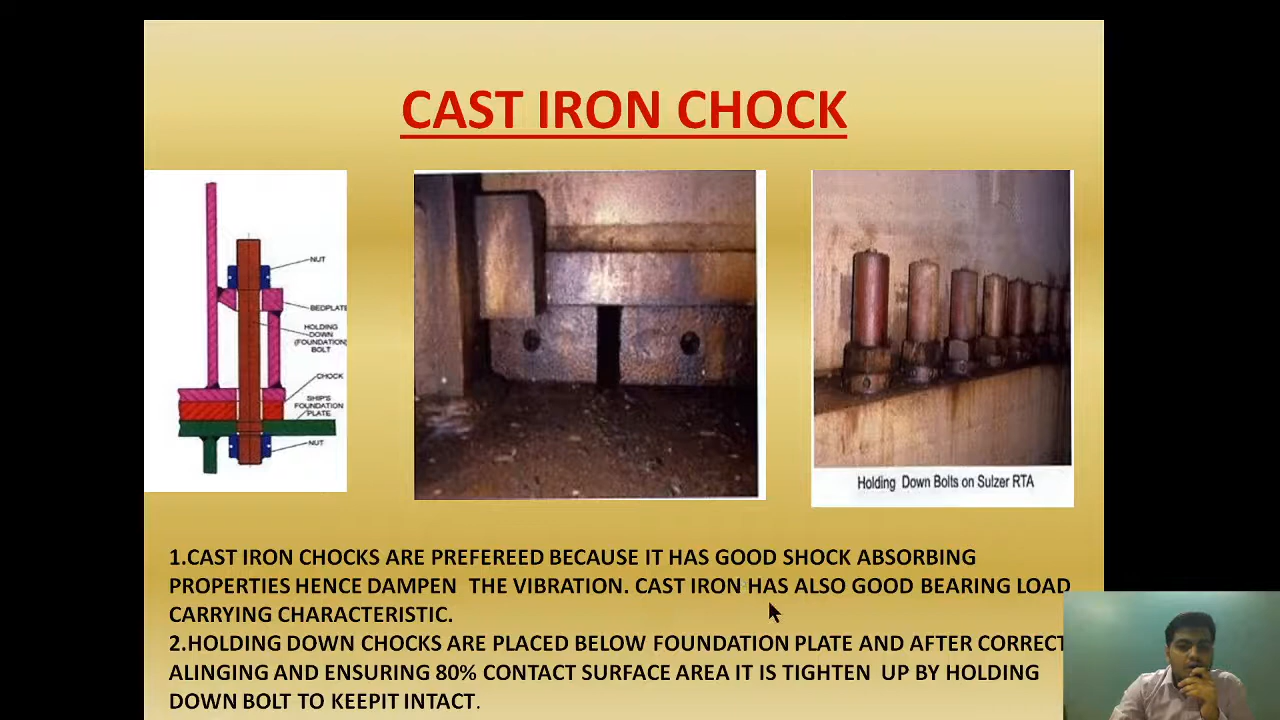 CAST IRON CHOCK
NUT
BEDPLATE
HOLDING
DOWN
(FOUNDATION)
BOLT
CHOCK
SHIP'S
FOUNDATION
PLATE
NUT
Holding Down Bolts on Sulzer RTA
1.CAST IRON CHOCKS ARE PREFEREED BECAUSE IT HAS GOOD SHOCK ABSORBING
PROPERTIES HENCE DAMPEN THE VIBRATION. CAST IRON HAS ALSO GOOD BEARING LOAD
CARRYING CHARACTERISTIC.
2.HOLDING DOWN CHOCKS ARE PLACED BELOW FOUNDATION PLATE AND AFTER CORRECT
ALINGING AND ENSURING 80% CONTACT SURFACE AREA IT IS TIGHTEN UP BY HOLDING
DOWN BOLT TO KEEPIT INTACT.